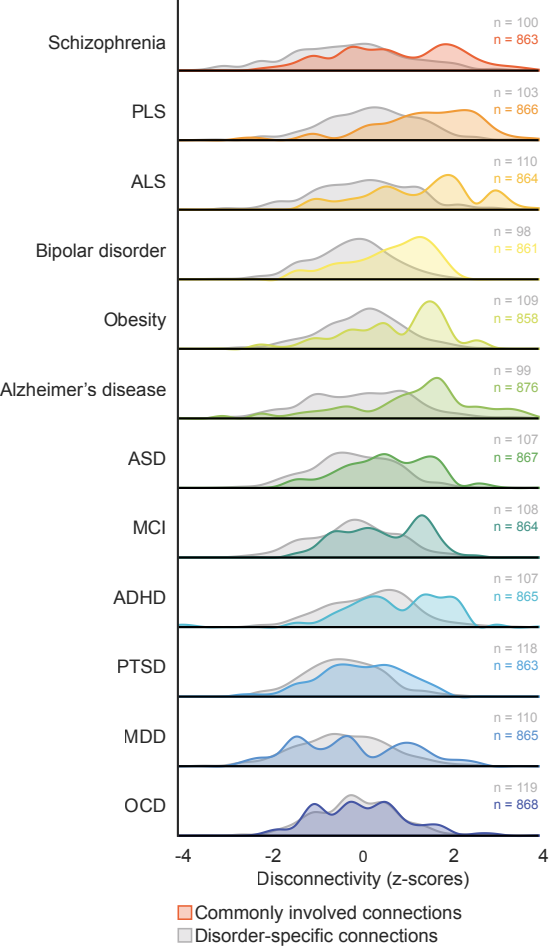 n = 100
Schizophrenia
n = 863
n = 103
PLS
n = 866
n = 110
ALS
n = 864
n = 98
Bipolar disorder
n = 861
n = 109
Obesity
n = 858
n = 99
Alzheimer’s disease
n = 876
n = 107
ASD
n = 867
n = 108
MCI
n = 864
n = 107
ADHD
n = 865
n = 118
PTSD
n = 863
n = 110
MDD
n = 865
n = 119
OCD
n = 868
-4 -2 0 2 4
Disconnectivity (z-scores)
Commonly involved connections
Disorder-specific connections